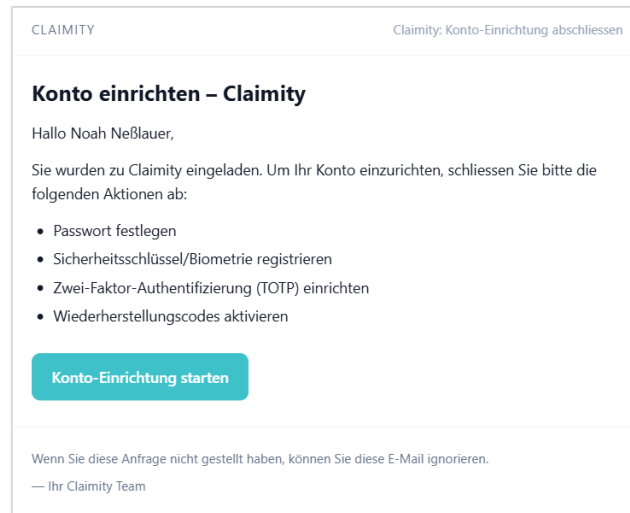 CLAIMITY
Claimity: Konto-Einrichtung abschliessen
Konto einrichten – Claimity
Hallo Noah Neßlauer,
Sie wurden zu Claimity eingeladen. Um Ihr Konto einzurichten, schliessen Sie bitte die
folgenden Aktionen ab:
• Passwort festlegen
• Sicherheitsschlüssel/Biometrie registrieren
• Zwei-Faktor-Authentifizierung (TOTP) einrichten
• Wiederherstellungscodes aktivieren
Konto-Einrichtung starten
Wenn Sie diese Anfrage nicht gestellt haben, können Sie diese E-Mail ignorieren.
— Ihr Claimity Team